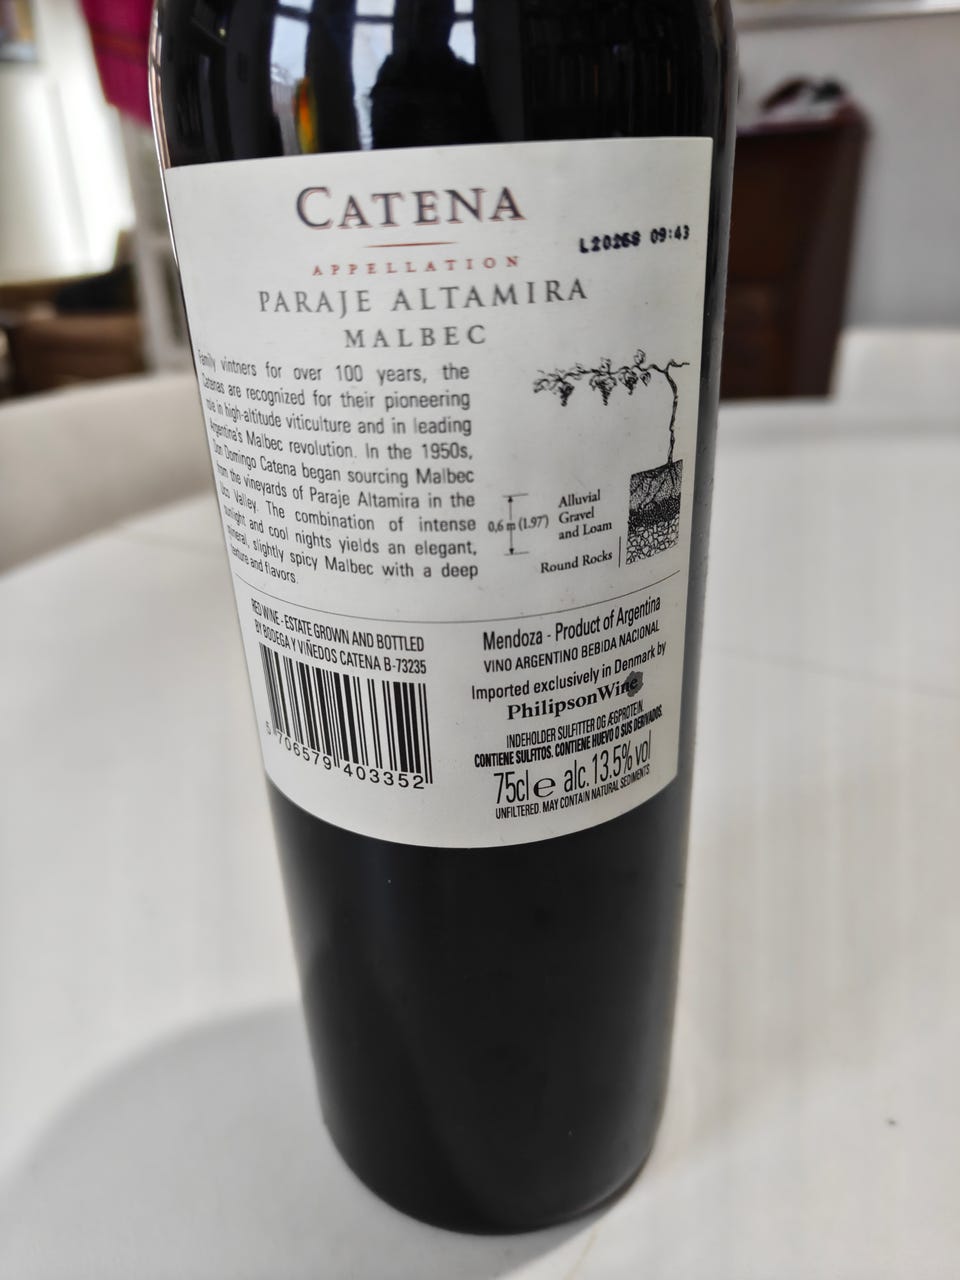 CATENA
L20268 09:43
APPELLATION
PARAJE ALTAMIRA
MALBEC
Family vintners for over 100 years, the
Catenas are recognized for their pioneering
role in high-altitude viticulture and in leading
Argentina's Malbec revolution. In the 1950s,
Don Domingo Catena began sourcing Malbec
from the vineyards of Paraje Altamira in the
Uco Valley. The combination of intense
sunlight and cool nights yields an elegant,
mineral, slightly spicy Malbec with a deep
texture and flavors.
0,6 m (1.97')
Alluvial
Gravel
and Loam
Round Rocks
RED WINE - ESTATE GROWN AND BOTTLED
BY BODEGA Y VIÑEDOS CATENA B-73235
5 706579 403352
Mendoza - Product of Argentina
VINO ARGENTINO BEBIDA NACIONAL
Imported exclusively in Denmark by
PhilipsonWine
INDEHOLDER SULFITTER OG ÆGPROTEIN.
CONTIENE SULFITOS. CONTIENE HUEVO O SUS DERIVADOS.
75cl e alc. 13.5% vol
UNFILTERED. MAY CONTAIN NATURAL SEDIMENTS